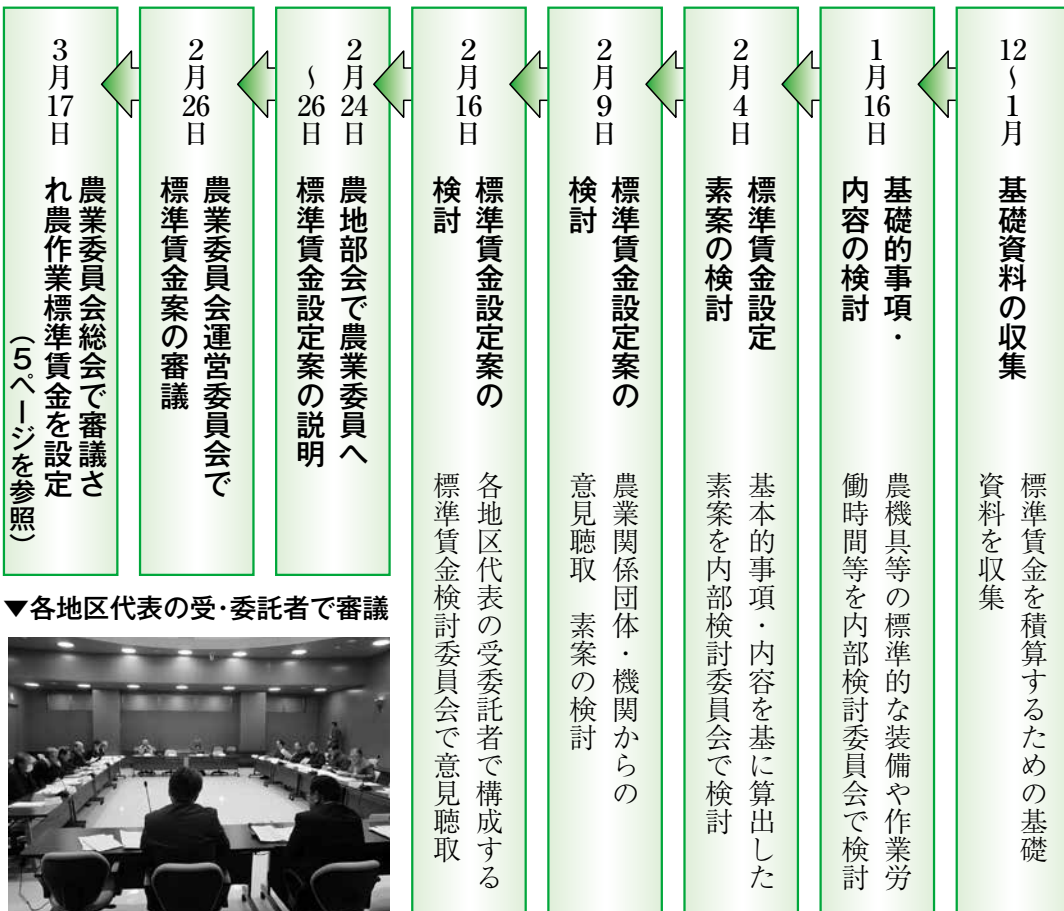 12~1月
基礎資料の収集
標準賃金を積算するための基礎
資料を収集
1月16日
基礎的事項・
内容の検討
農機具等の標準的な装備や作業労
働時間等を内部検討委員会で検討
2月4日
標準賃金設定
素案の検討
基本的事項・内容を基に算出した
素案を内部検討委員会で検討
2月9日
標準賃金設定案の
検討
農業関係団体・機関からの
意見聴取 素案の検討
2月16日
標準賃金設定案の
検討
各地区代表の受委託者で構成する
標準賃金検討委員会で意見聴取
2月24日
~26日
農地部会で農業委員へ
標準賃金設定案の説明
2月26日
農業委員会運営委員会で
標準賃金案の審議
3月17日
農業委員会総会で審議さ
れ農作業標準賃金を設定
(5ページを参照)
▼各地区代表の受・委託者で審議